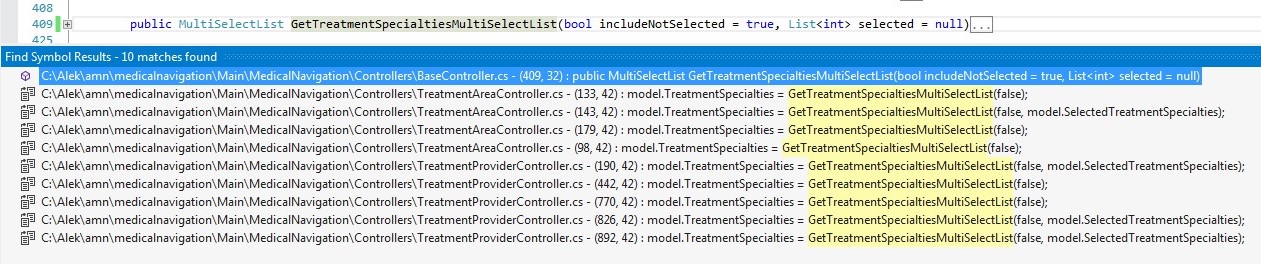 408
409 public MultiSelectList GetTreatmentSpecialtiesMultiSelectList(bool includeNotSelected = true, List<int> selected = null)...
425
Find Symbol Results - 10 matches found
C:\Alek\amn\medicalnavigation\Main\MedicalNavigation\Controllers\BaseController.cs - (409, 32) : public MultiSelectList GetTreatmentSpecialtiesMultiSelectList(bool includeNotSelected = true, List<int> selected = null)
C:\Alek\amn\medicalnavigation\Main\MedicalNavigation\Controllers\TreatmentAreaController.cs - (133, 42) : model.TreatmentSpecialties = GetTreatmentSpecialtiesMultiSelectList(false);
C:\Alek\amn\medicalnavigation\Main\MedicalNavigation\Controllers\TreatmentAreaController.cs - (143, 42) : model.TreatmentSpecialties = GetTreatmentSpecialtiesMultiSelectList(false, model.SelectedTreatmentSpecialties);
C:\Alek\amn\medicalnavigation\Main\MedicalNavigation\Controllers\TreatmentAreaController.cs - (179, 42) : model.TreatmentSpecialties = GetTreatmentSpecialtiesMultiSelectList(false);
C:\Alek\amn\medicalnavigation\Main\MedicalNavigation\Controllers\TreatmentAreaController.cs - (98, 42) : model.TreatmentSpecialties = GetTreatmentSpecialtiesMultiSelectList(false);
C:\Alek\amn\medicalnavigation\Main\MedicalNavigation\Controllers\TreatmentProviderController.cs - (190, 42) : model.TreatmentSpecialties = GetTreatmentSpecialtiesMultiSelectList(false, model.SelectedTreatmentSpecialties);
C:\Alek\amn\medicalnavigation\Main\MedicalNavigation\Controllers\TreatmentProviderController.cs - (442, 42) : model.TreatmentSpecialties = GetTreatmentSpecialtiesMultiSelectList(false);
C:\Alek\amn\medicalnavigation\Main\MedicalNavigation\Controllers\TreatmentProviderController.cs - (770, 42) : model.TreatmentSpecialties = GetTreatmentSpecialtiesMultiSelectList(false);
C:\Alek\amn\medicalnavigation\Main\MedicalNavigation\Controllers\TreatmentProviderController.cs - (826, 42) : model.TreatmentSpecialties = GetTreatmentSpecialtiesMultiSelectList(false, model.SelectedTreatmentSpecialties);
C:\Alek\amn\medicalnavigation\Main\MedicalNavigation\Controllers\TreatmentProviderController.cs - (892, 42) : model.TreatmentSpecialties = GetTreatmentSpecialtiesMultiSelectList(false, model.SelectedTreatmentSpecialties);